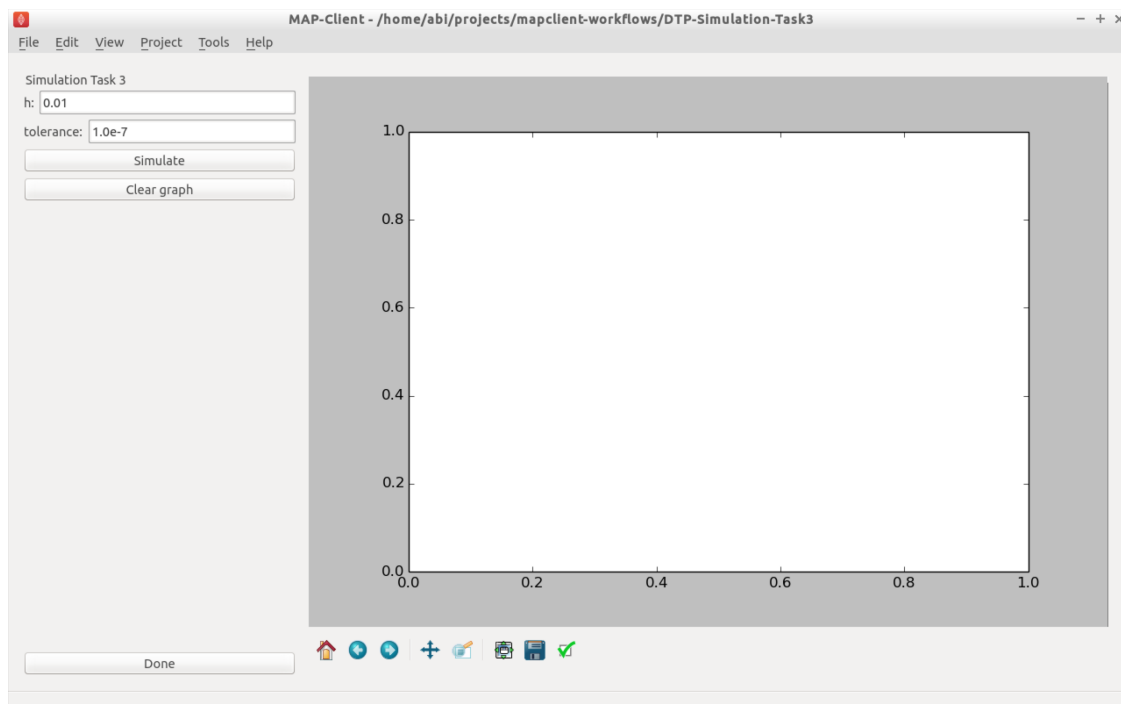 MAP-Client - /home/abi/projects/mapclient-workflows/DTP-Simulation-Task3
File Edit View Project Tools Help
Simulation Task 3
h: 0.01
tolerance: 1.0e-7
Simulate
Clear graph
1.0
0.8
0.6
0.4
0.2
0.0
0.0 0.2 0.4 0.6 0.8 1.0
Done